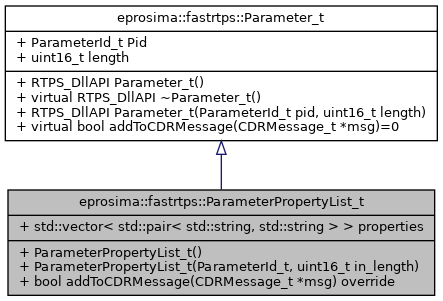 eprosima::fastrtps::Parameter_t
+ ParameterId_t Pid
+ uint16_t length
+ RTPS_DllAPI Parameter_t()
+ virtual RTPS_DllAPI ~Parameter_t()
+ RTPS_DllAPI Parameter_t(ParameterId_t pid, uint16_t length)
+ virtual bool addToCDRMessage(CDRMessage_t *msg)=0
eprosima::fastrtps::ParameterPropertyList_t
+ std::vector< std::pair< std::string, std::string > > properties
+ ParameterPropertyList_t()
+ ParameterPropertyList_t(ParameterId_t, uint16_t in_length)
+ bool addToCDRMessage(CDRMessage_t *msg) override